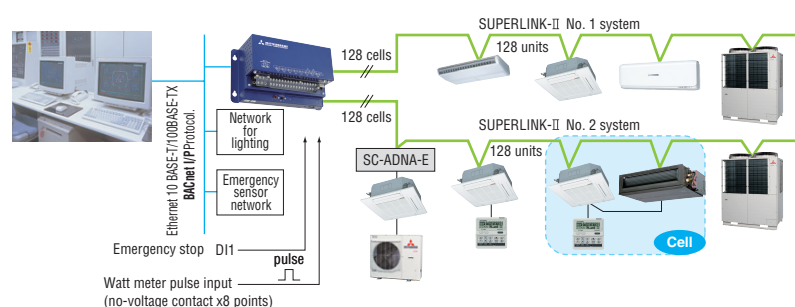 SUPERLINK-II No. 1 system
128 cells
128 units
128 cells
SUPERLINK-II No. 2 system
128 units
Ethernet 10 BASE-T/100BASE-TX
BACnet I/PProtocol.
Network
for
lighting
Emergency
sensor
network
SC-ADNA-E
Cell
Emergency stop DI1
pulse
Watt meter pulse input
(no-voltage contact x8 points)